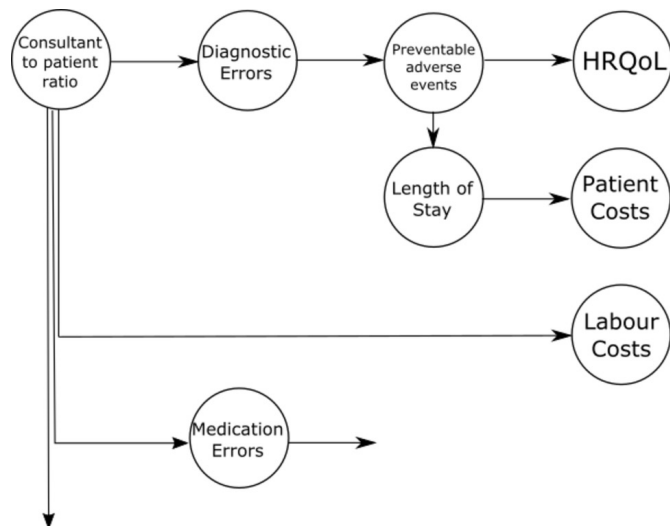 Consultant
to patient
ratio
Diagnostic
Errors
Preventable
adverse
events
HRQoL
Length of
Stay
Patient
Costs
Labour
Costs
Medication
Errors